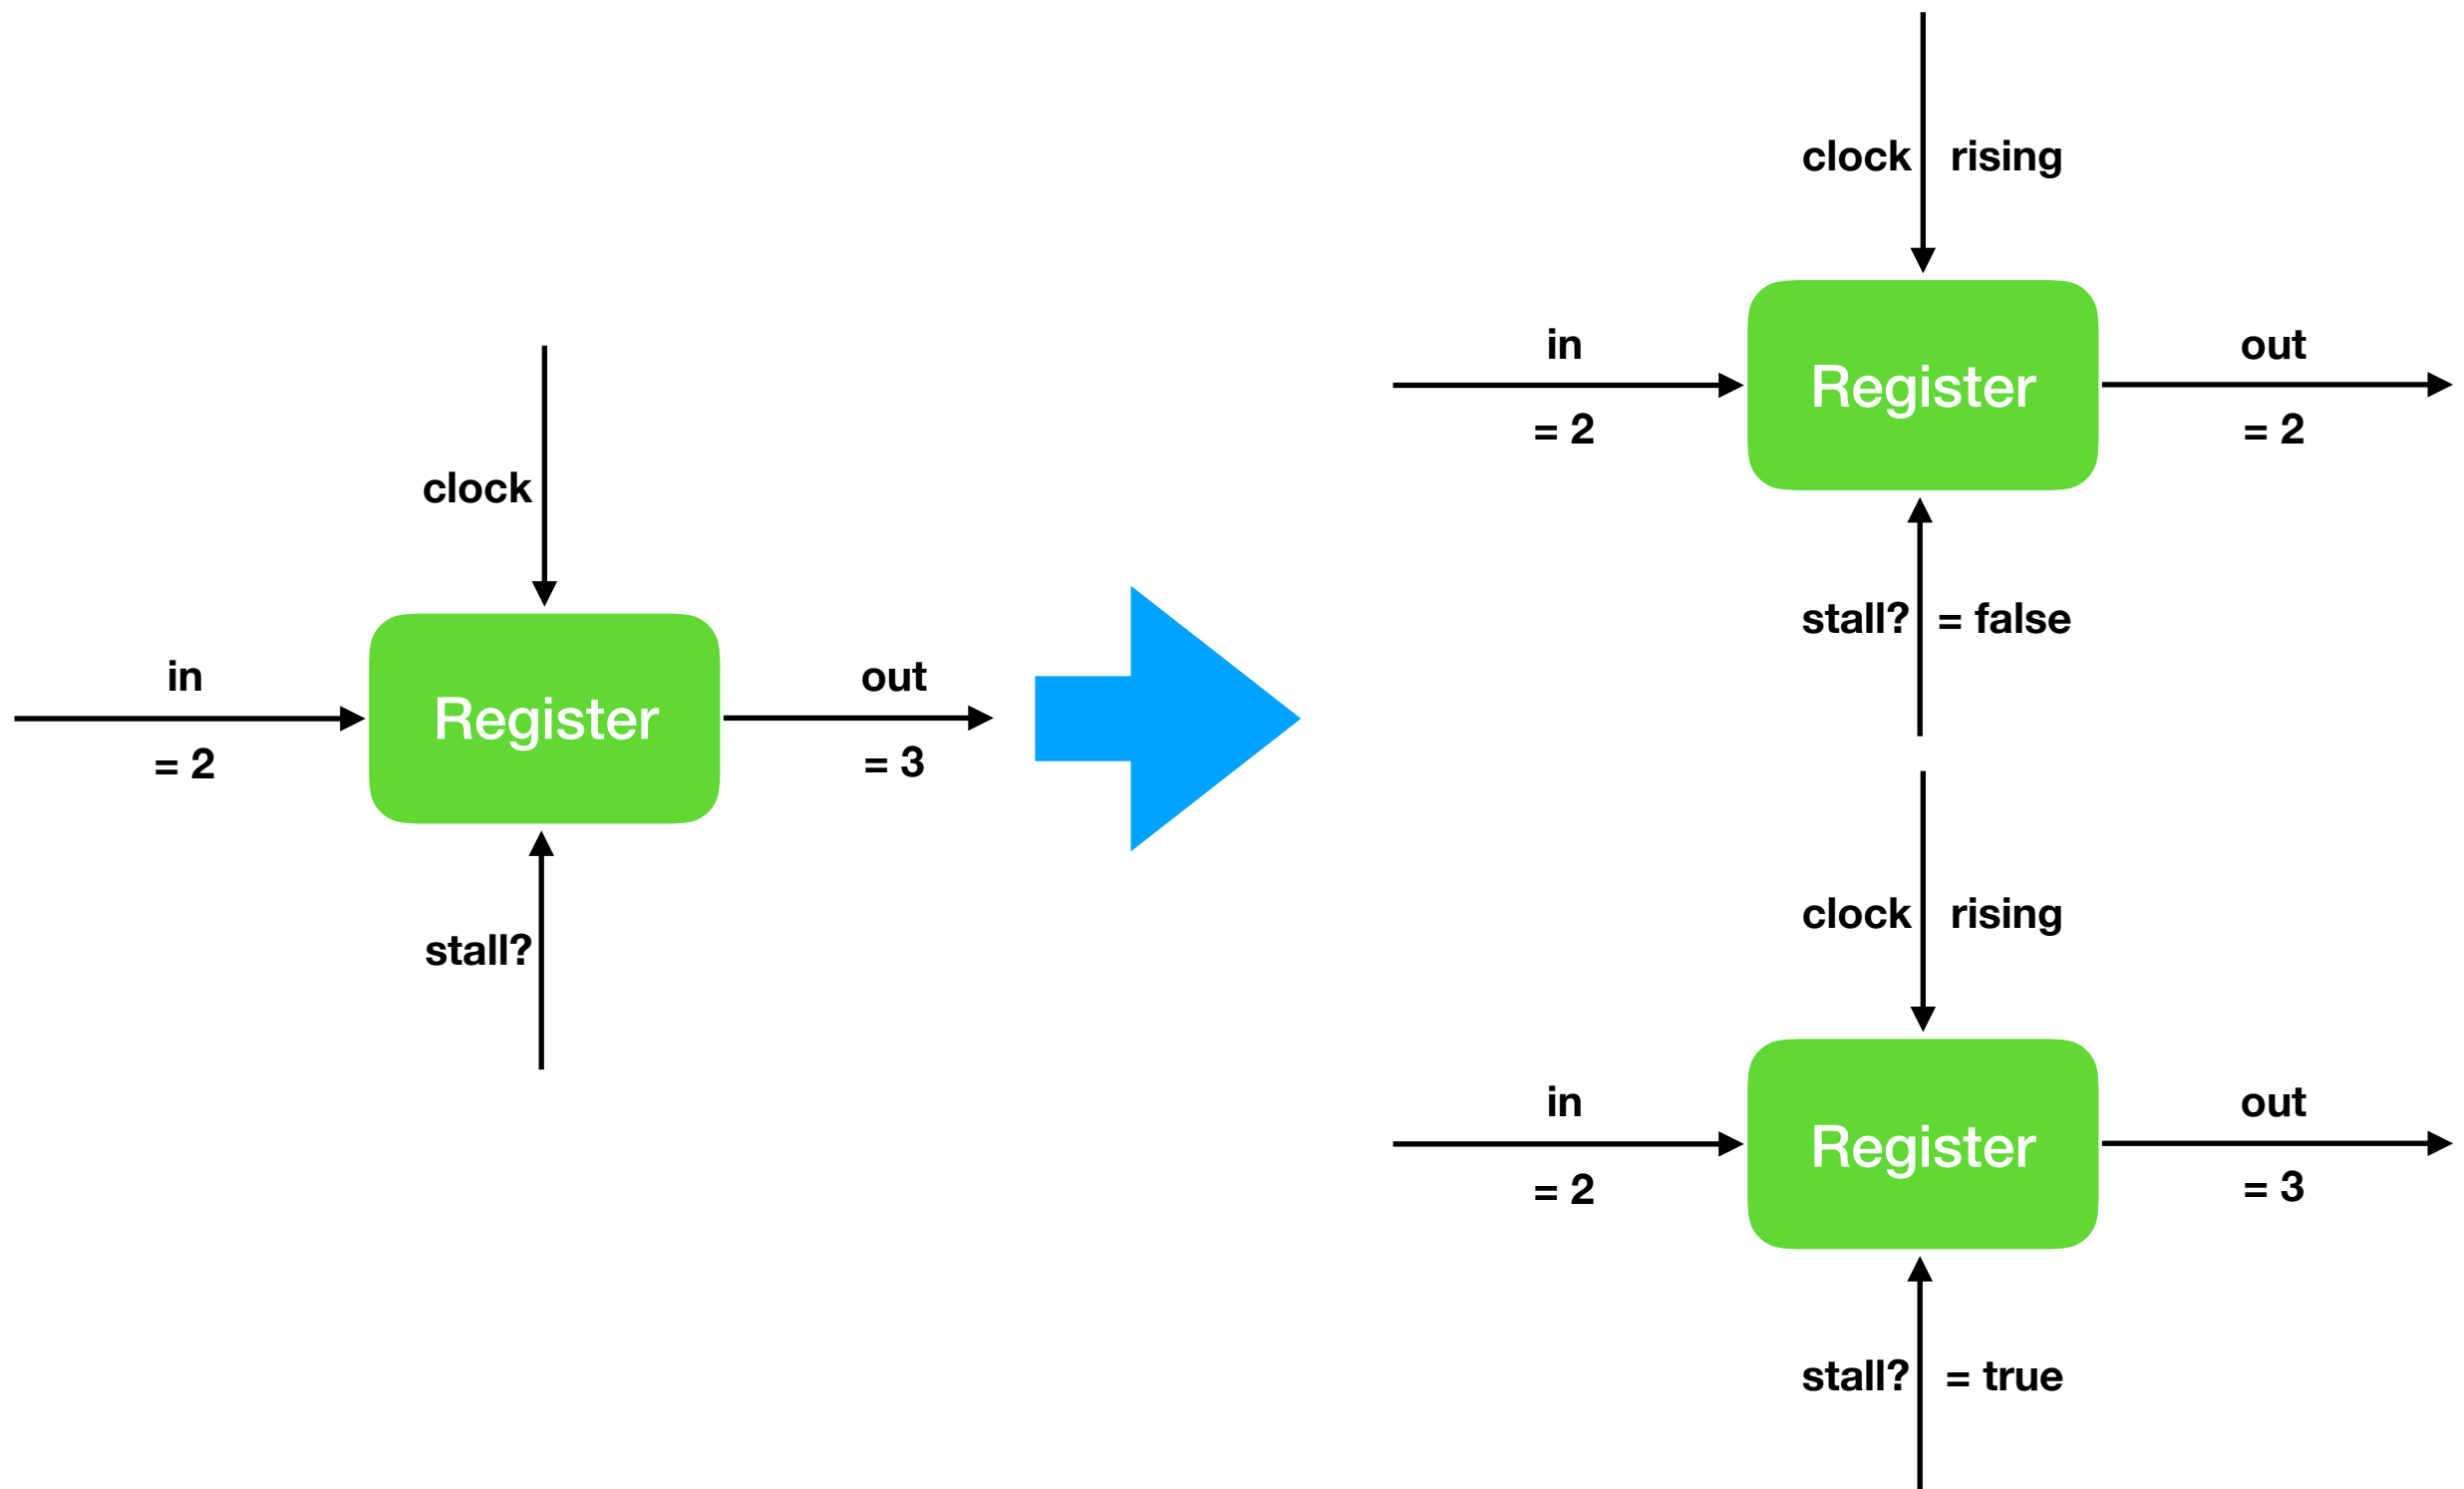 clock
in
= 2
Register
out
= 3
stall?
clock rising
in
= 2
Register
out
= 2
stall? = false
clock rising
in
= 2
Register
out
= 3
stall? = true